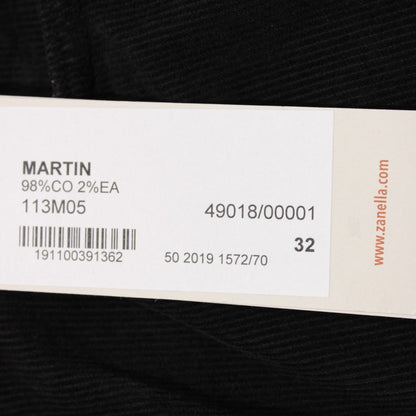 MARTIN
98%CO 2%EA
113M05
49018/00001
32
191100391362
50 2019 1572/70
www.zanella.com